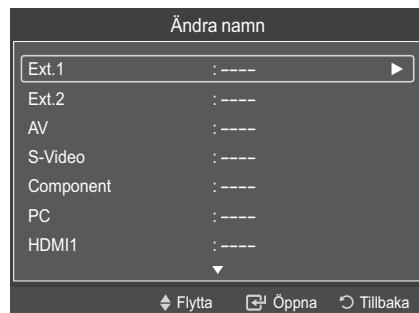 Ändra namn
Ext.1 : ----
Ext.2 : ----
AV : ----
S-Video : ----
Component : ----
PC : ----
HDMI1 : ----
Flytta Öppna Tillbaka